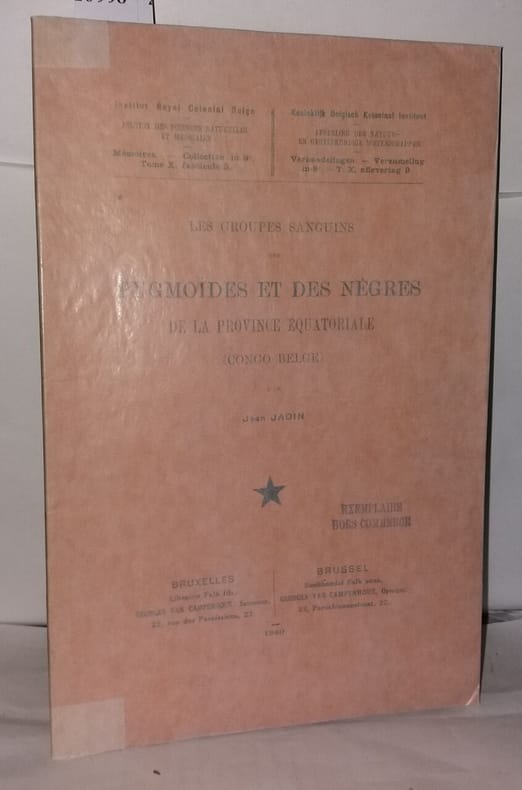 Institut Royal Colonial Belge
SECTION DES SCIENCES NATURELLES
ET MÉDICALES
Mémoires. — Collection in-8°.
Tome X, fascicule 9.
Koninklijk Belgisch Koloniaal Instituut
AFDEELING DER NATUUR-
EN GENEESKUNDIGE WETENSCHAPPEN
Verhandelingen. — Verzameling
in-8°. — T. X, aflevering 9
LES GROUPES SANGUINS
DES
PYGMOÏDES ET DES NÈGRES
DE LA PROVINCE ÉQUATORIALE
(CONGO BELGE)
PAR
Jean JADIN
EXEMPLAIRE
HORS COMMERCE
BRUXELLES
Librairie Falk fils,
GEORGES VAN CAMPENHOUT, Successeur,
22, rue des Paroissiens, 22.
BRUSSEL
Boekhandel Falk zoon,
GEORGES VAN CAMPENHOUT, Opvolger,
22, Parochianenstraat, 22.
1940